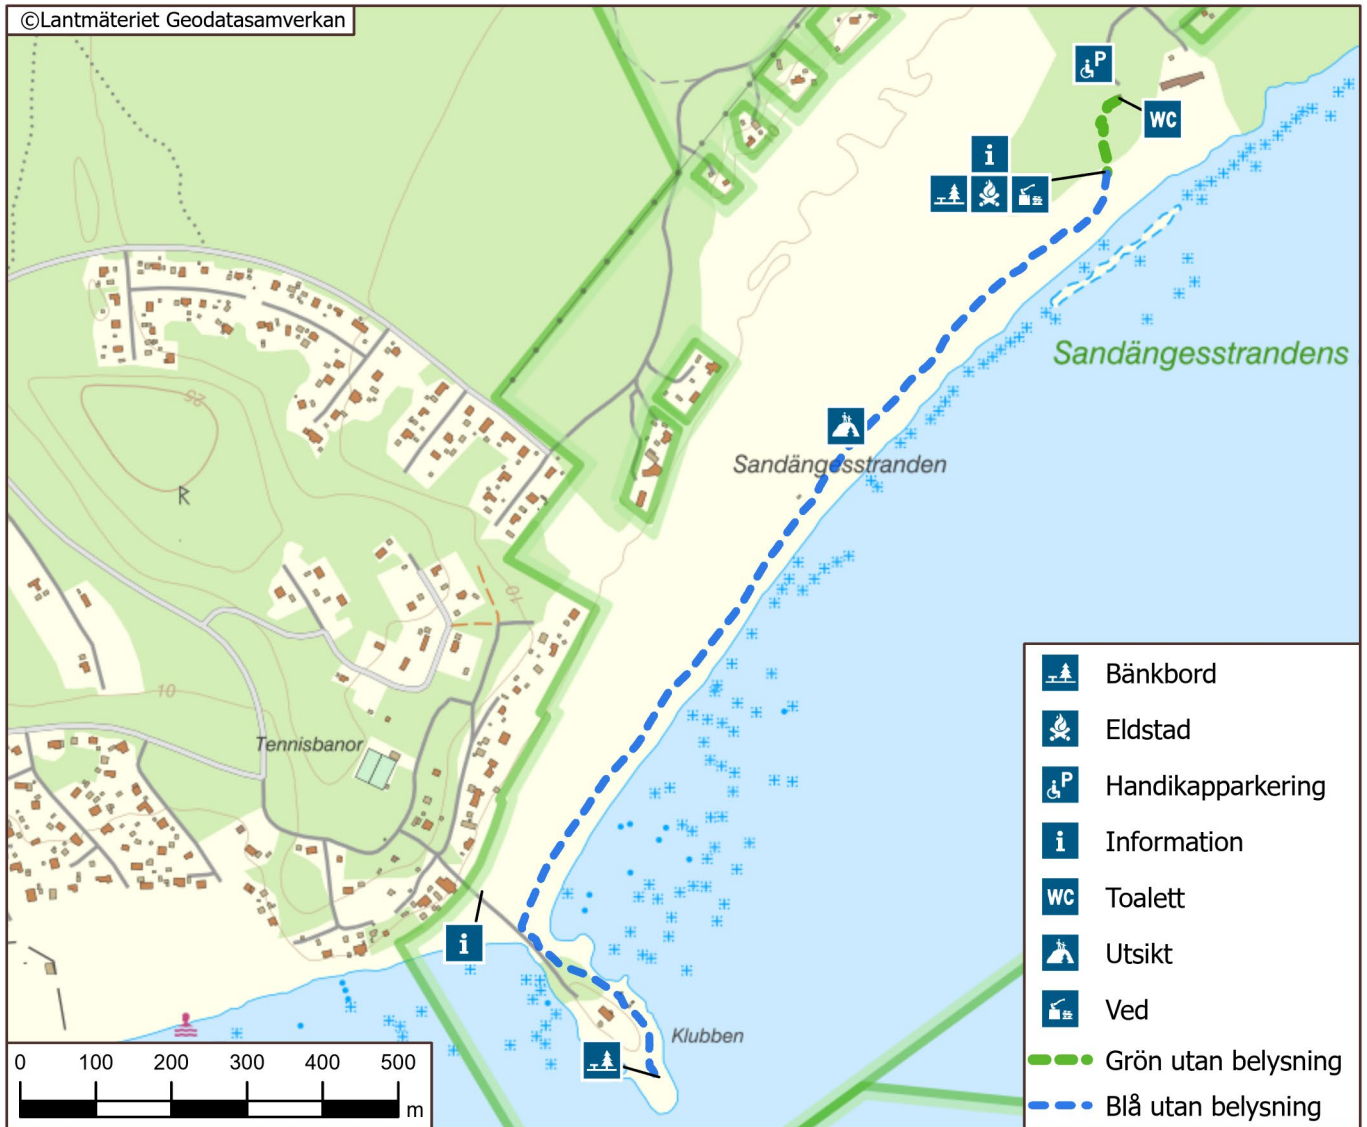 ©Lantmäteriet Geodatasamverkan
P
WC
i
Sandängesstrandens
25
Sandängesstranden
R
10
10
Tennisbanor
i
Klubben
Bänkbord
Eldstad
P Handikapparkering
i Information
WC Toalett
Utsikt
Ved
Grön utan belysning
Blå utan belysning
0 100 200 300 400 500
m